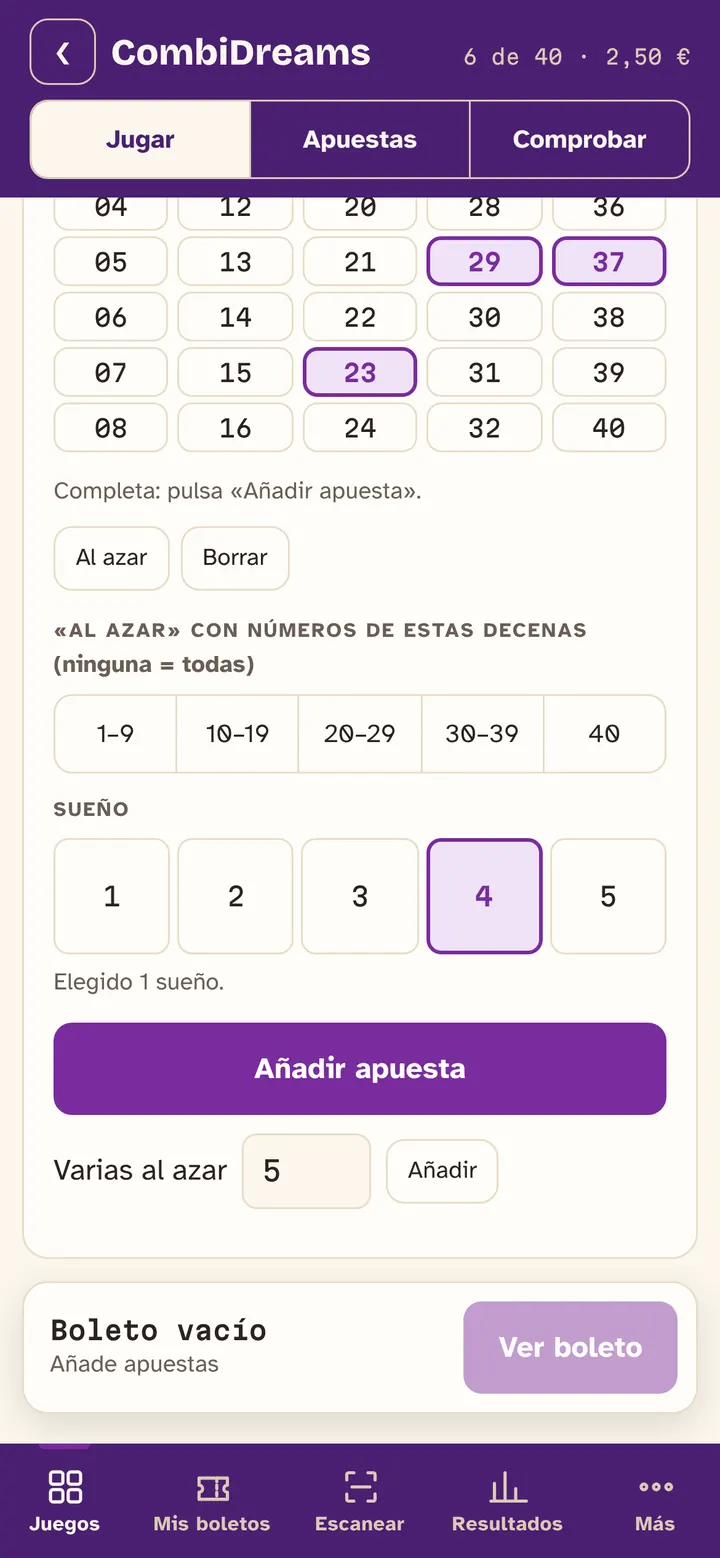 ❮ CombiDreams 6 de 40 · 2,50 €
Jugar Apuestas Comprobar
04 12 20 28 36
05 13 21 29 37
06 14 22 30 38
07 15 23 31 39
08 16 24 32 40
Completa: pulsa «Añadir apuesta».
Al azar Borrar
«AL AZAR» CON NÚMEROS DE ESTAS DECENAS
(ninguna = todas)
1–9 10–19 20–29 30–39 40
SUEÑO
1 2 3 4 5
Elegido 1 sueño.
Añadir apuesta
Varias al azar 5 Añadir
Boleto vacío
Añade apuestas
Ver boleto
Juegos Mis boletos Escanear Resultados Más